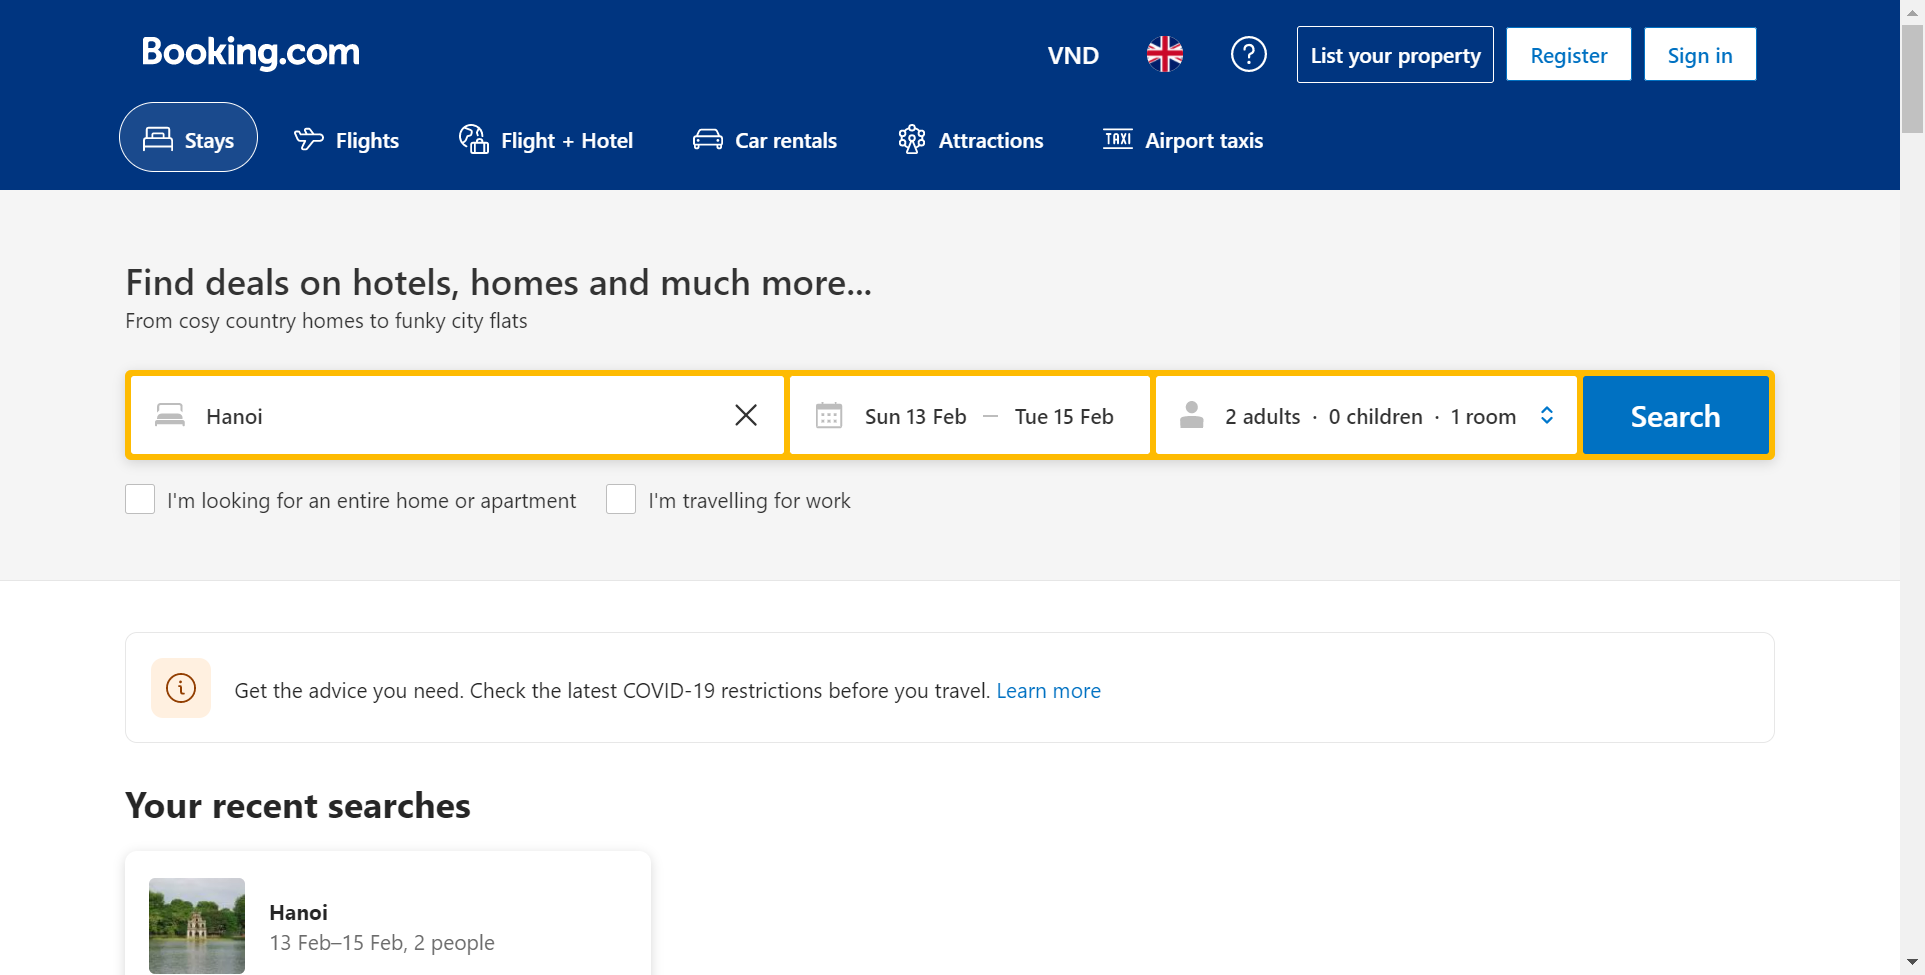 Booking.com
VND
List your property
Register
Sign in
Stays
Flights
Flight + Hotel
Car rentals
Attractions
TAXI
Airport taxis
Find deals on hotels, homes and much more...
From cosy country homes to funky city flats
Hanoi
Sun 13 Feb — Tue 15 Feb
2 adults · 0 children · 1 room
Search
I'm looking for an entire home or apartment
I'm travelling for work
Get the advice you need. Check the latest COVID-19 restrictions before you travel. Learn more
Your recent searches
Hanoi
13 Feb–15 Feb, 2 people